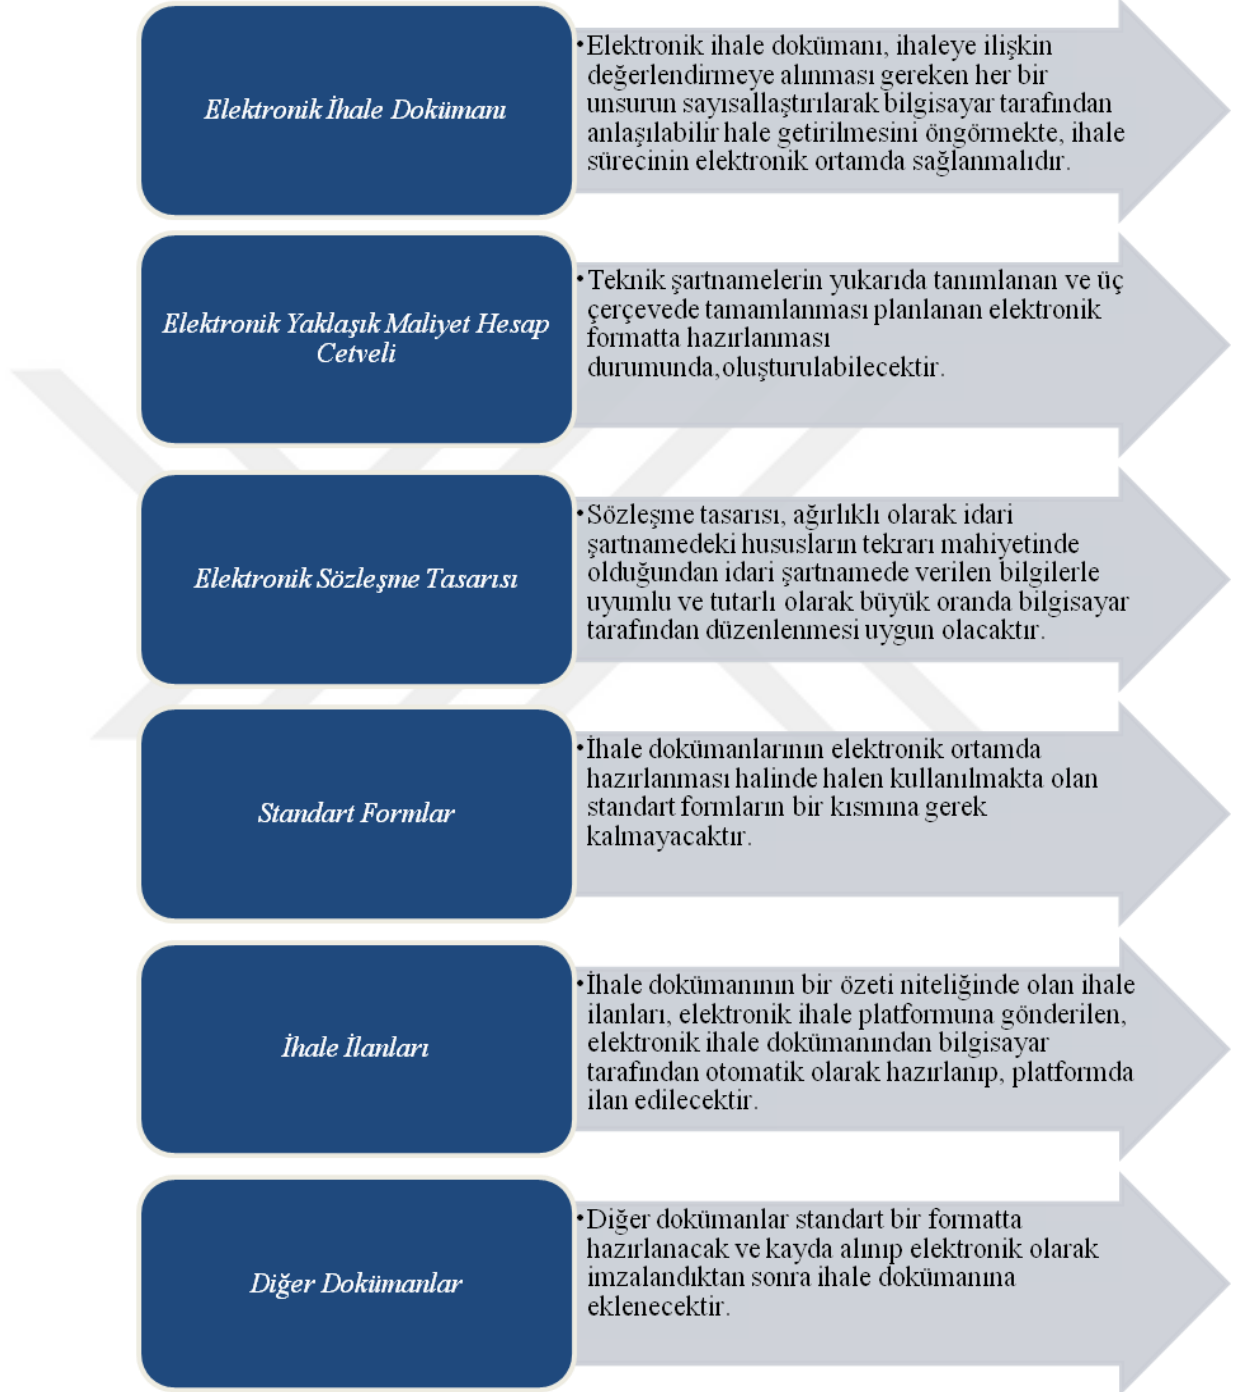 Elektronik İhale Dokümanı
•Elektronik ihale dokümanı, ihaleye ilişkin
değerlendirmeye alınması gereken her bir
unsurun sayısallaştırılarak bilgisayar tarafından
anlaşılabilir hale getirilmesini öngörmekte, ihale
sürecinin elektronik ortamda sağlanmalıdır.
Elektronik Yaklaşık Maliyet Hesap
Cetveli
•Teknik şartnamelerin yukarıda tanımlanan ve üç
çerçevede tamamlanması planlanan elektronik
formatta hazırlanması
durumunda,oluşturulabilecektir.
Elektronik Sözleşme Tasarısı
•Sözleşme tasarısı, ağırlıklı olarak idari
şartnamedeki hususların tekrarı mahiyetinde
olduğundan idari şartnamede verilen bilgilerle
uyumlu ve tutarlı olarak büyük oranda bilgisayar
tarafından düzenlenmesi uygun olacaktır.
Standart Formlar
•İhale dokümanlarının elektronik ortamda
hazırlanması halinde halen kullanılmakta olan
standart formların bir kısmına gerek
kalmayacaktır.
İhale İlanları
•İhale dokümanının bir özeti niteliğinde olan ihale
ilanları, elektronik ihale platformuna gönderilen,
elektronik ihale dokümanından bilgisayar
tarafından otomatik olarak hazırlanıp, platformda
ilan edilecektir.
Diğer Dokümanlar
•Diğer dokümanlar standart bir formatta
hazırlanacak ve kayda alınıp elektronik olarak
imzalandıktan sonra ihale dokümanına
eklenecektir.